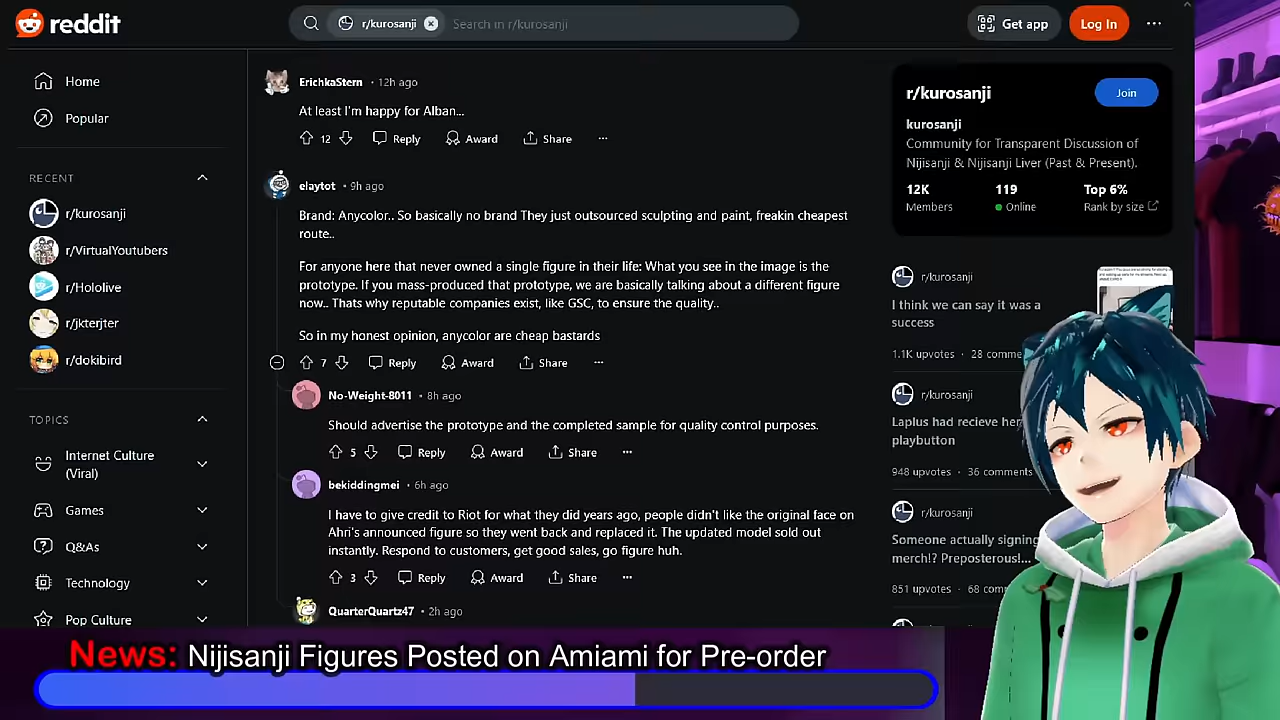 reddit
r/kurosanji
Search in r/kurosanji
Get app
Log In
Home
Popular
RECENT
r/kurosanji
r/VirtualYoutubers
r/Hololive
r/jkterjter
r/dokibird
TOPICS
Internet Culture
(Viral)
Games
Q&As
Technology
Pop Culture
ErichkaStern • 12h ago
At least I'm happy for Alban...
12 Reply Award Share
elaytot • 9h ago
Brand: Anycolor.. So basically no brand They just outsourced sculpting and paint, freakin cheapest
route..
For anyone here that never owned a single figure in their life: What you see in the image is the
prototype. If you have noticed their prototype, we are basically talking about a different figure
now.. Thats why reputable companies exist, like GSC, to ensure the quality..
So in my honest opinion, anycolor are cheap bastards
7 Reply Award Share
No-Weight-8011 • 8h ago
Should advertise the prototype and the completed sample for quality control purposes.
5 Reply Award Share
bekiddingmei • 6h ago
I have to give credit to Riot for what they did years ago, people didn't like the original face on
Ahri's announced figure so they went back and replaced it. The updated model sold out
instantly. Respond to customers, get good sales, go figure huh.
3 Reply Award Share
QuarterQuartz47 • 2h ago
r/kurosanji
Join
kurosanji
Community for Transparent Discussion of
Nijisanji & Nijisanji Liver (Past & Present).
12K 119 Top 6%
Members Online Rank by size
r/kurosanji
I think we can say it was a
success
1.1K upvotes • 28 comme
r/kurosanji
Laplus had recieve her
playbutton
948 upvotes • 36 comments
r/kurosanji
Someone actually signing
merch!? Preposterous!...
851 upvotes • 68 com
News: Nijisanji Figures Posted on Amiami for Pre-order